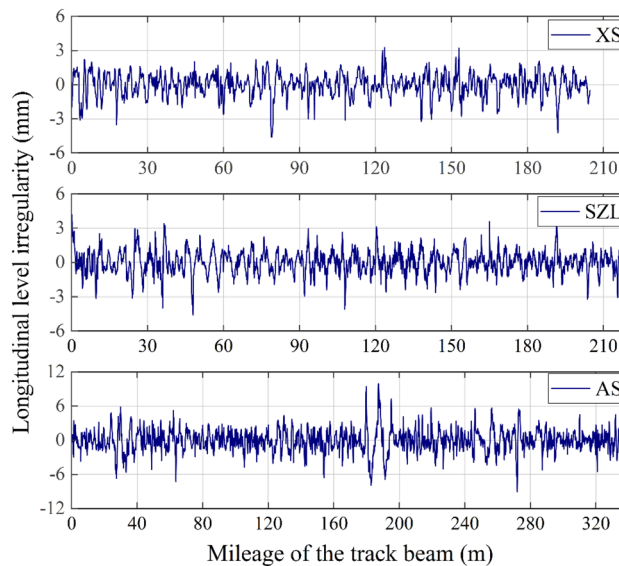 6
XS
3
0
-3
-6
0 30 60 90 120 150 180 210
6
SZL
3
0
-3
-6
0 30 60 90 120 150 180 210
12
AS
6
0
-6
-12
0 40 80 120 160 200 240 280 320
Longitudinal level irregularity (mm)
Mileage of the track beam (m)